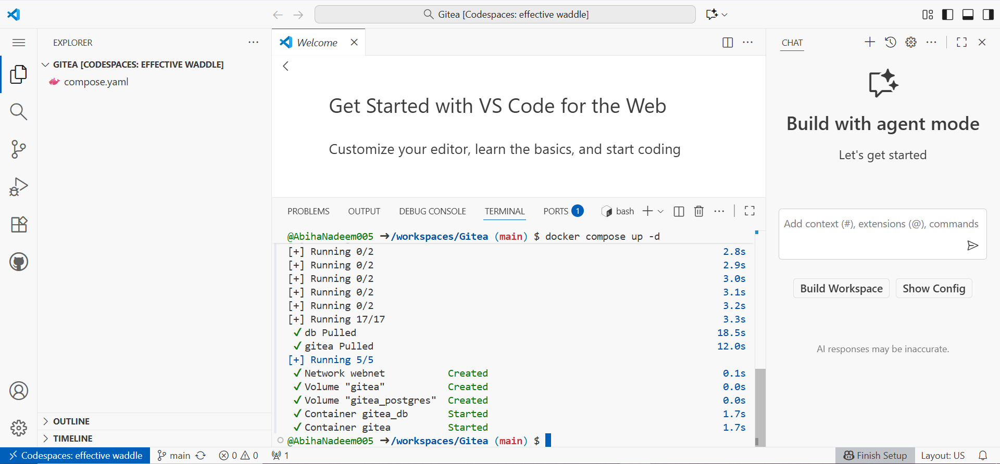 Gitea [Codespaces: effective waddle]
EXPLORER
GITEA [CODESPACES: EFFECTIVE WADDLE]
compose.yaml
OUTLINE
TIMELINE
Welcome
Get Started with VS Code for the Web
Customize your editor, learn the basics, and start coding
PROBLEMS OUTPUT DEBUG CONSOLE TERMINAL PORTS 1 bash
@AbihaNadeem005 ➜/workspaces/Gitea (main) $ docker compose up -d
[+] Running 0/2 2.8s
[+] Running 0/2 2.9s
[+] Running 0/2 3.0s
[+] Running 0/2 3.1s
[+] Running 0/2 3.2s
[+] Running 17/17 3.3s
✓ db Pulled 18.5s
✓ gitea Pulled 12.0s
[+] Running 5/5
✓ Network webnet Created 0.1s
✓ Volume "gitea" Created 0.0s
✓ Volume "gitea_postgres" Created 0.0s
✓ Container gitea_db Started 1.7s
✓ Container gitea Started 1.7s
@AbihaNadeem005 ➜/workspaces/Gitea (main) $
CHAT
Build with agent mode
Let's get started
Add context (#), extensions (@), commands
Build Workspace Show Config
AI responses may be inaccurate.
Codespaces: effective waddle main 0 0 1 Finish Setup Layout: US